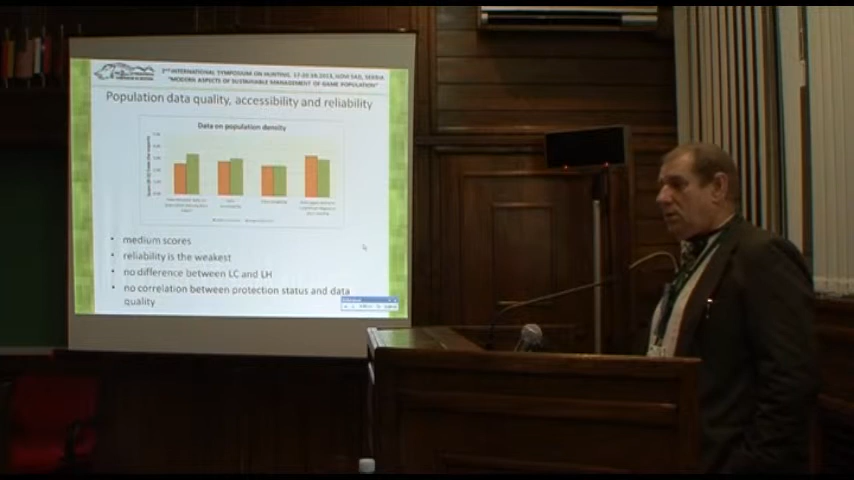 2ND INTERNATIONAL SYMPOSIUM ON HUNTING, 17-20.10.2013, NOVI SAD, SERBIA
"MODERN ASPECTS OF SUSTAINABLE MANAGEMENT OF GAME POPULATION"
Population data quality, accessibility and reliability
Data on population density
• medium scores
• reliability is the weakest
• no difference between LC and LH
• no correlation between protection status and data
quality